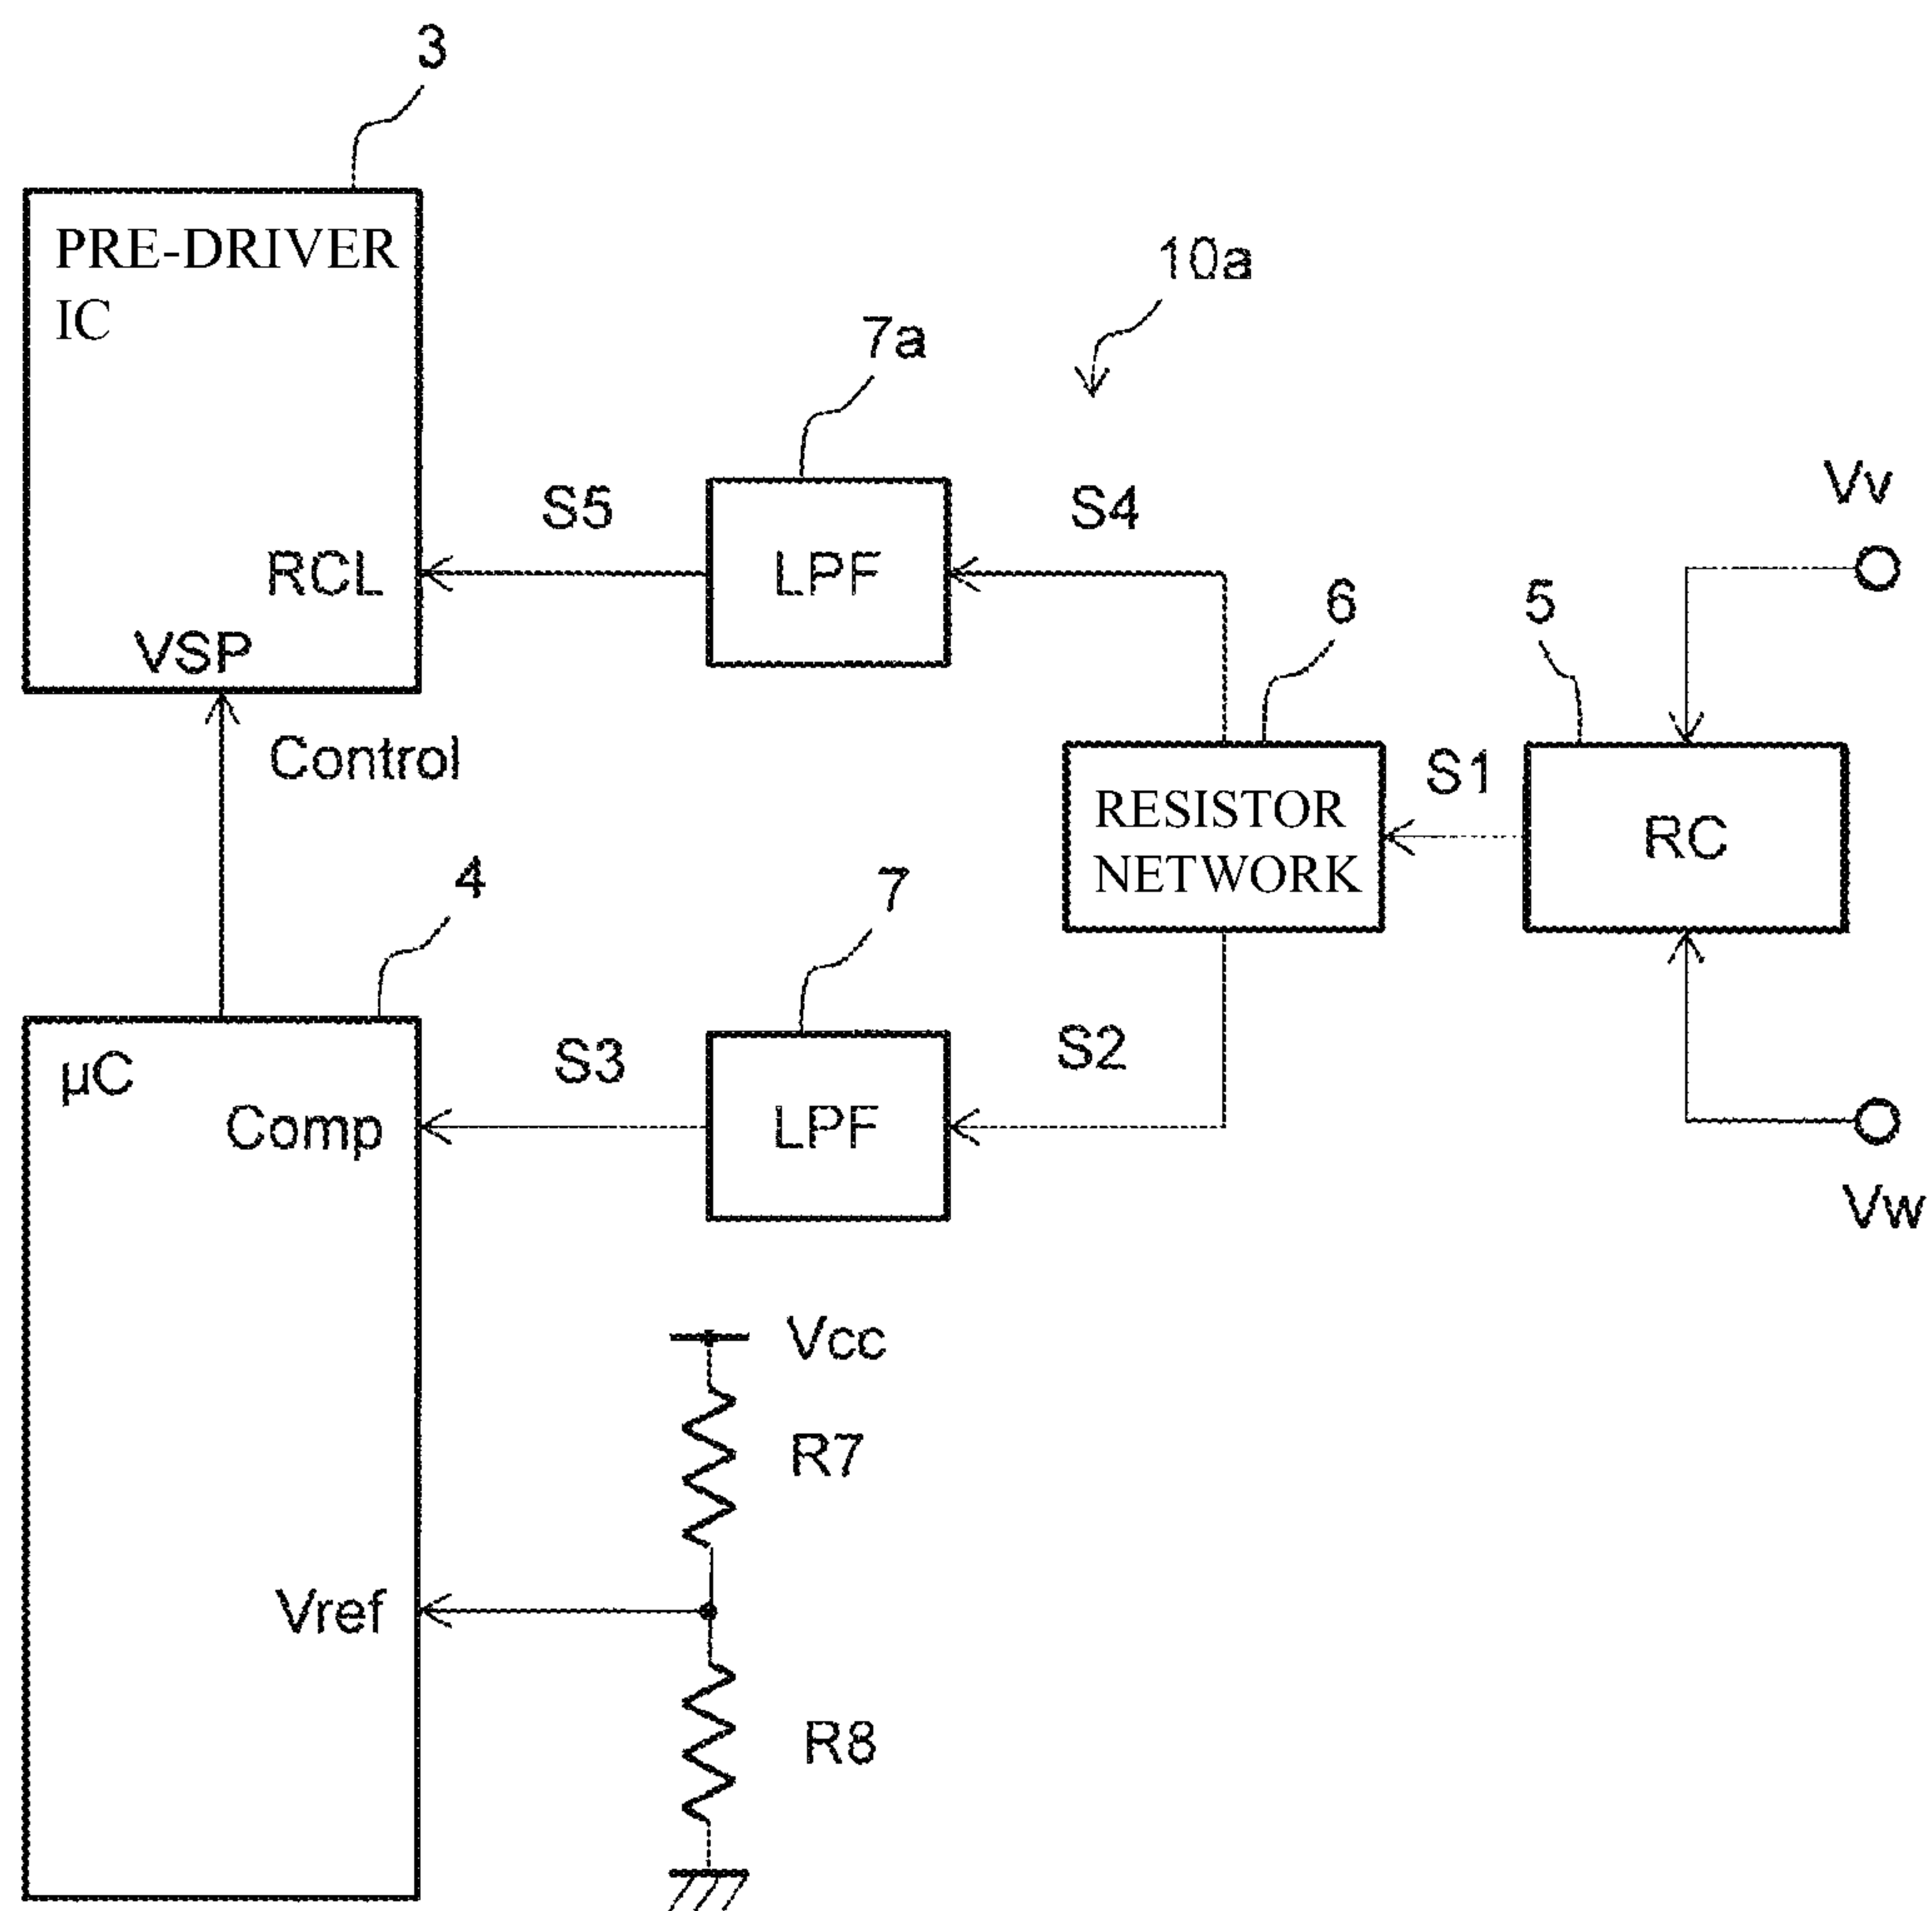 3
PRE-DRIVER
IC
10a
7a
Vv
S5
S4
LPF
RCL
6
5
VSP
Control
S1
RESISTOR
NETWORK
RC
4
7
µC
S3
S2
Comp
LPF
Vw
Vcc
R7
Vref
R8